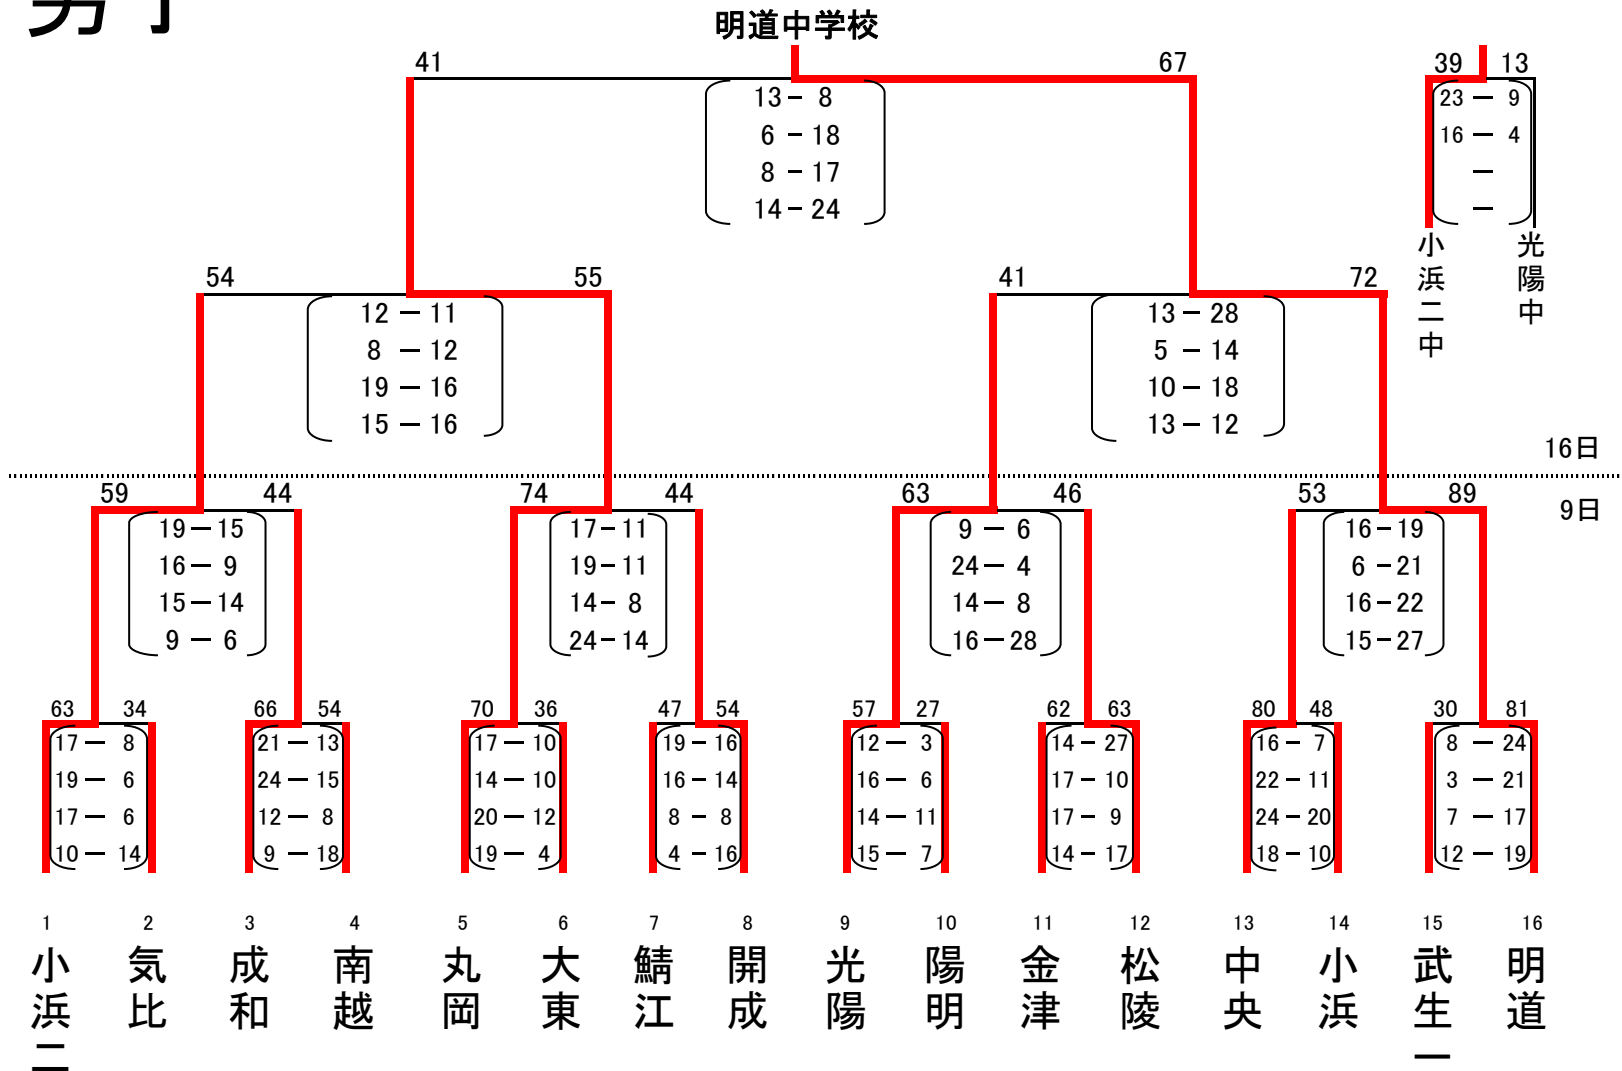 男子
明道中学校
41 67
13 － 8
6 － 18
8 － 17
14 － 24
39 13
23 － 9
16 － 4
－
－
小浜二中
光陽中
54 55
12 － 11
8 － 12
19 － 16
15 － 16
41 72
13 － 28
5 － 14
10 － 18
13 － 12
16日
9日
59 44
19 － 15
16 － 9
15 － 14
9 － 6
74 44
17 － 11
19 － 11
14 － 8
24 － 14
63 46
9 － 6
24 － 4
14 － 8
16 － 28
53 89
16 － 19
6 － 21
16 － 22
15 － 27
63 34
17 － 8
19 － 6
17 － 6
10 － 14
66 54
21 － 13
24 － 15
12 － 8
9 － 18
70 36
17 － 10
14 － 10
20 － 12
19 － 4
47 54
19 － 16
16 － 14
8 － 8
4 － 16
57 27
12 － 3
16 － 6
14 － 11
15 － 7
62 63
14 － 27
17 － 10
17 － 9
14 － 17
80 48
16 － 7
22 － 11
24 － 20
18 － 10
30 81
8 － 24
3 － 21
7 － 17
12 － 19
1 2 3 4 5 6 7 8 9 10 11 12 13 14 15 16
小浜二
気比
成和
南越
丸岡
大東
鯖江
開成
光陽
陽明
金津
松陵
中央
小浜
武生一
明道